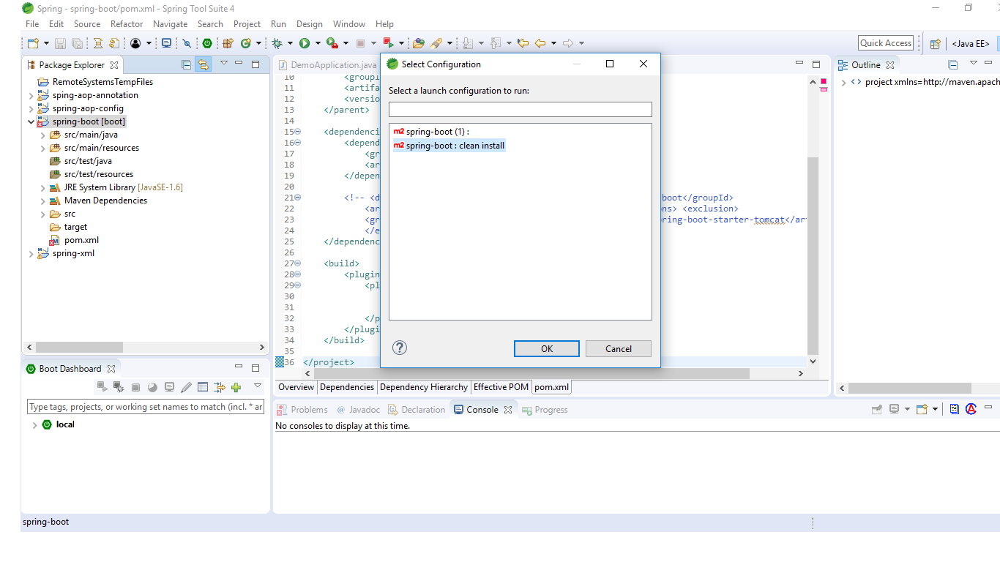 Spring - spring-boot/pom.xml - Spring Tool Suite 4
File Edit Source Refactor Navigate Search Project Run Design Window Help
Quick Access
<Java EE>
Package Explorer
RemoteSystemsTempFiles
sping-aop-annotation
sping-aop-config
spring-boot [boot]
src/main/java
src/main/resources
src/test/java
src/test/resources
JRE System Library [JavaSE-1.6]
Maven Dependencies
src
target
pom.xml
spring-xml
Boot Dashboard
Type tags, projects, or working set names to match (incl. * ar
local
DemoApplication.java
10 <groupI
11 <artifa
12 <versio
13 </parent>
14
15 <dependenci
16 <depend
17 <gr
18 <ar
19 </depen
20
21 <!-- <d boot</groupId>
22 <ar ns> <exclusion>
23 <gr ring-boot-starter-tomcat</ar
24 </e
25 </dependenc
26
27 <build>
28 <plugin
29 <pl
30
31
32 </p
33 </plugi
34 </build>
35
36 </project>
Overview Dependencies Dependency Hierarchy Effective POM pom.xml
Select Configuration
Select a launch configuration to run:
m2 spring-boot (1) :
m2 spring-boot : clean install
?
OK Cancel
Outline
project xmlns=http://maven.apach
Problems @ Javadoc Declaration Console Progress
No consoles to display at this time.
spring-boot